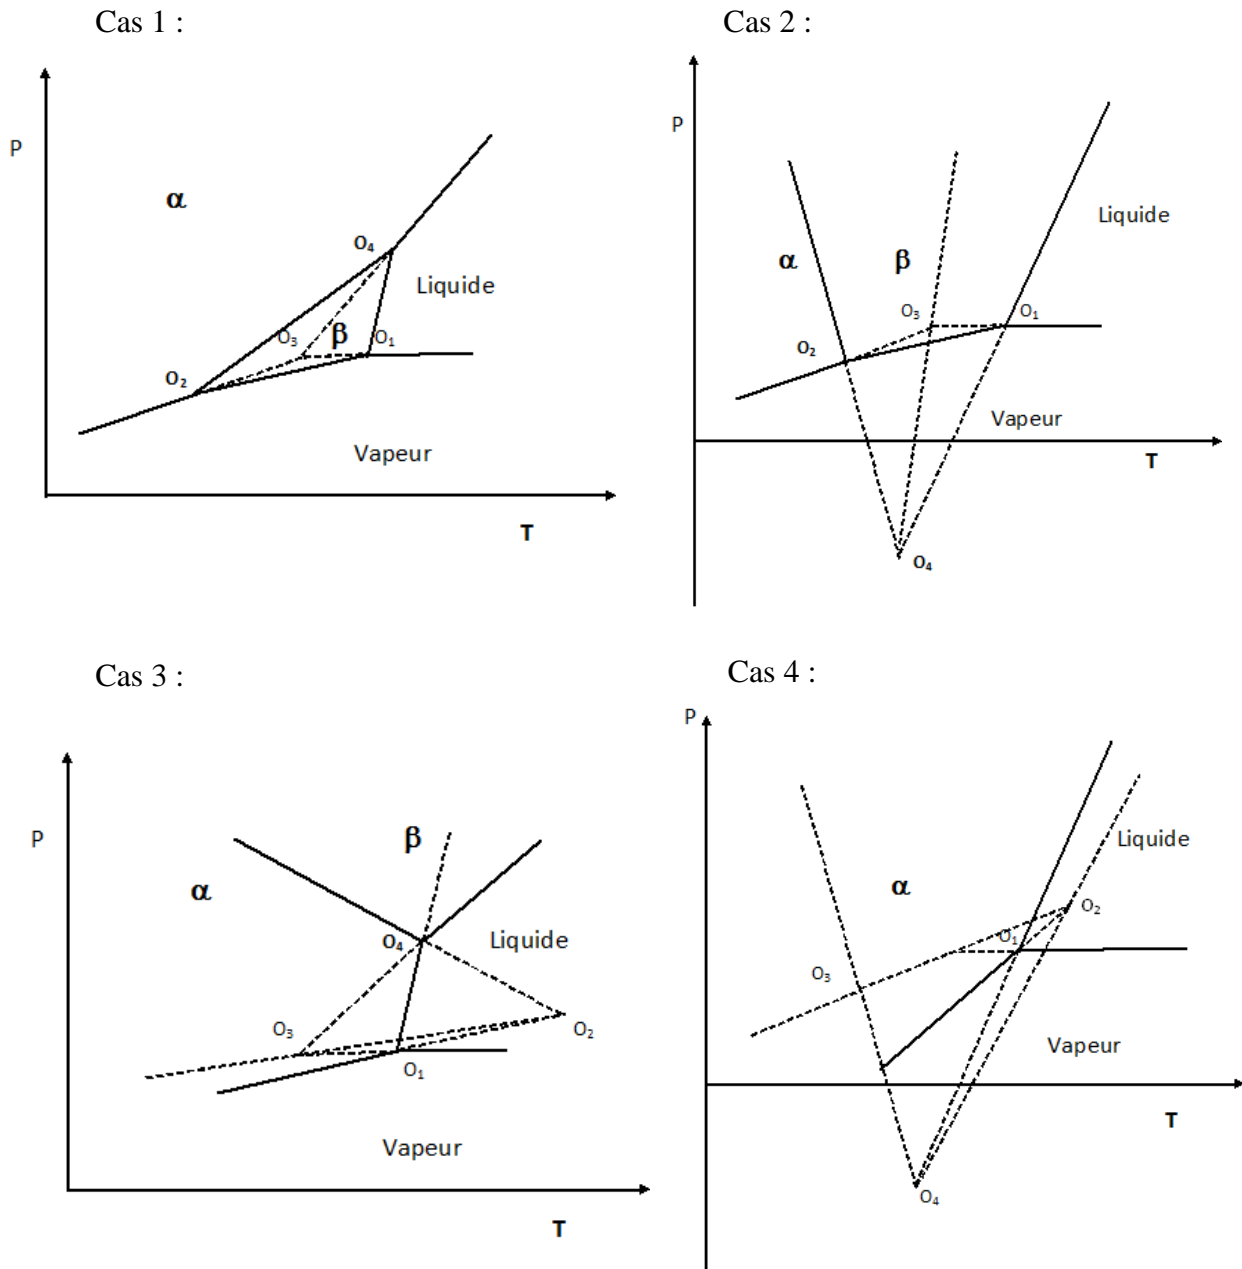 Cas 1 :
P
α
O₄
Liquide
O₃
β
O₁
O₂
Vapeur
T
Cas 2 :
P
Liquide
α
β
O₃
O₁
O₂
Vapeur
T
O₄
Cas 3 :
P
β
α
O₄
Liquide
O₃
O₂
O₁
Vapeur
T
Cas 4 :
P
Liquide
α
O₂
O₁
O₃
Vapeur
T
O₄